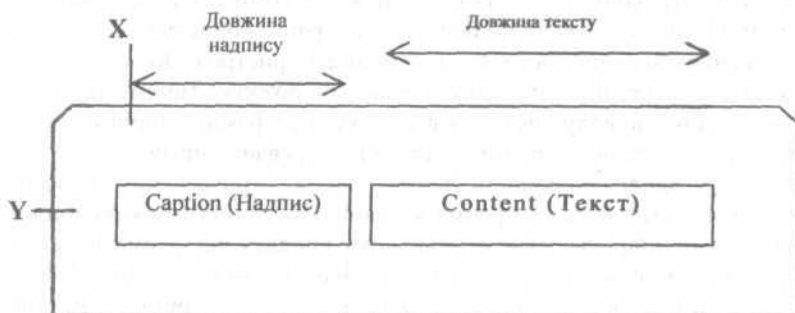 X
Довжина
надпису
Довжина тексту
Y
Caption (Надпис)
Content (Текст)